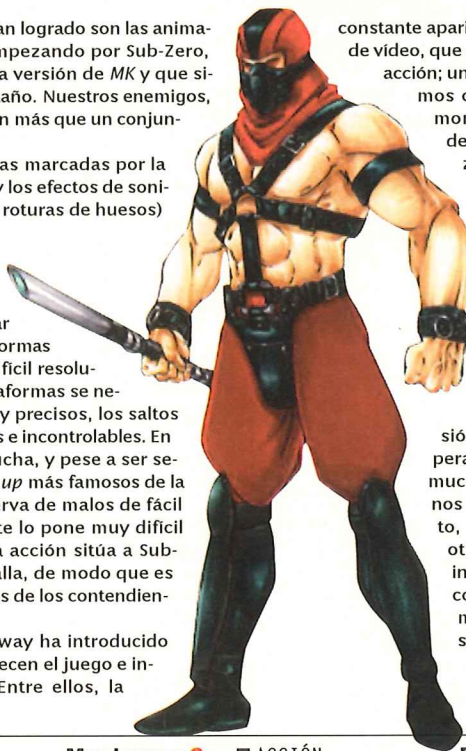 an logrado son las anima-
mpezando por Sub-Zero,
a versión de MK y que si-
año. Nuestros enemigos,
n más que un conjun-
as marcadas por la
y los efectos de soni-
roturas de huesos)
ar
ormas
fícil resolu-
aformas se ne-
y precisos, los saltos
s e incontrolables. En
ucha, y pese a ser se-
up más famosos de la
erva de malos de fácil
te lo pone muy difícil
a acción sitúa a Sub-
alla, de modo que es
s de los contendien-
way ha introducido
ecen el juego e in-
Entre ellos, la
constante apari
de vídeo, que
acción; un
mos c
mor
de
z
sió
pera
much
nos
to,
ot
in
co
m
s
ACCIÓN